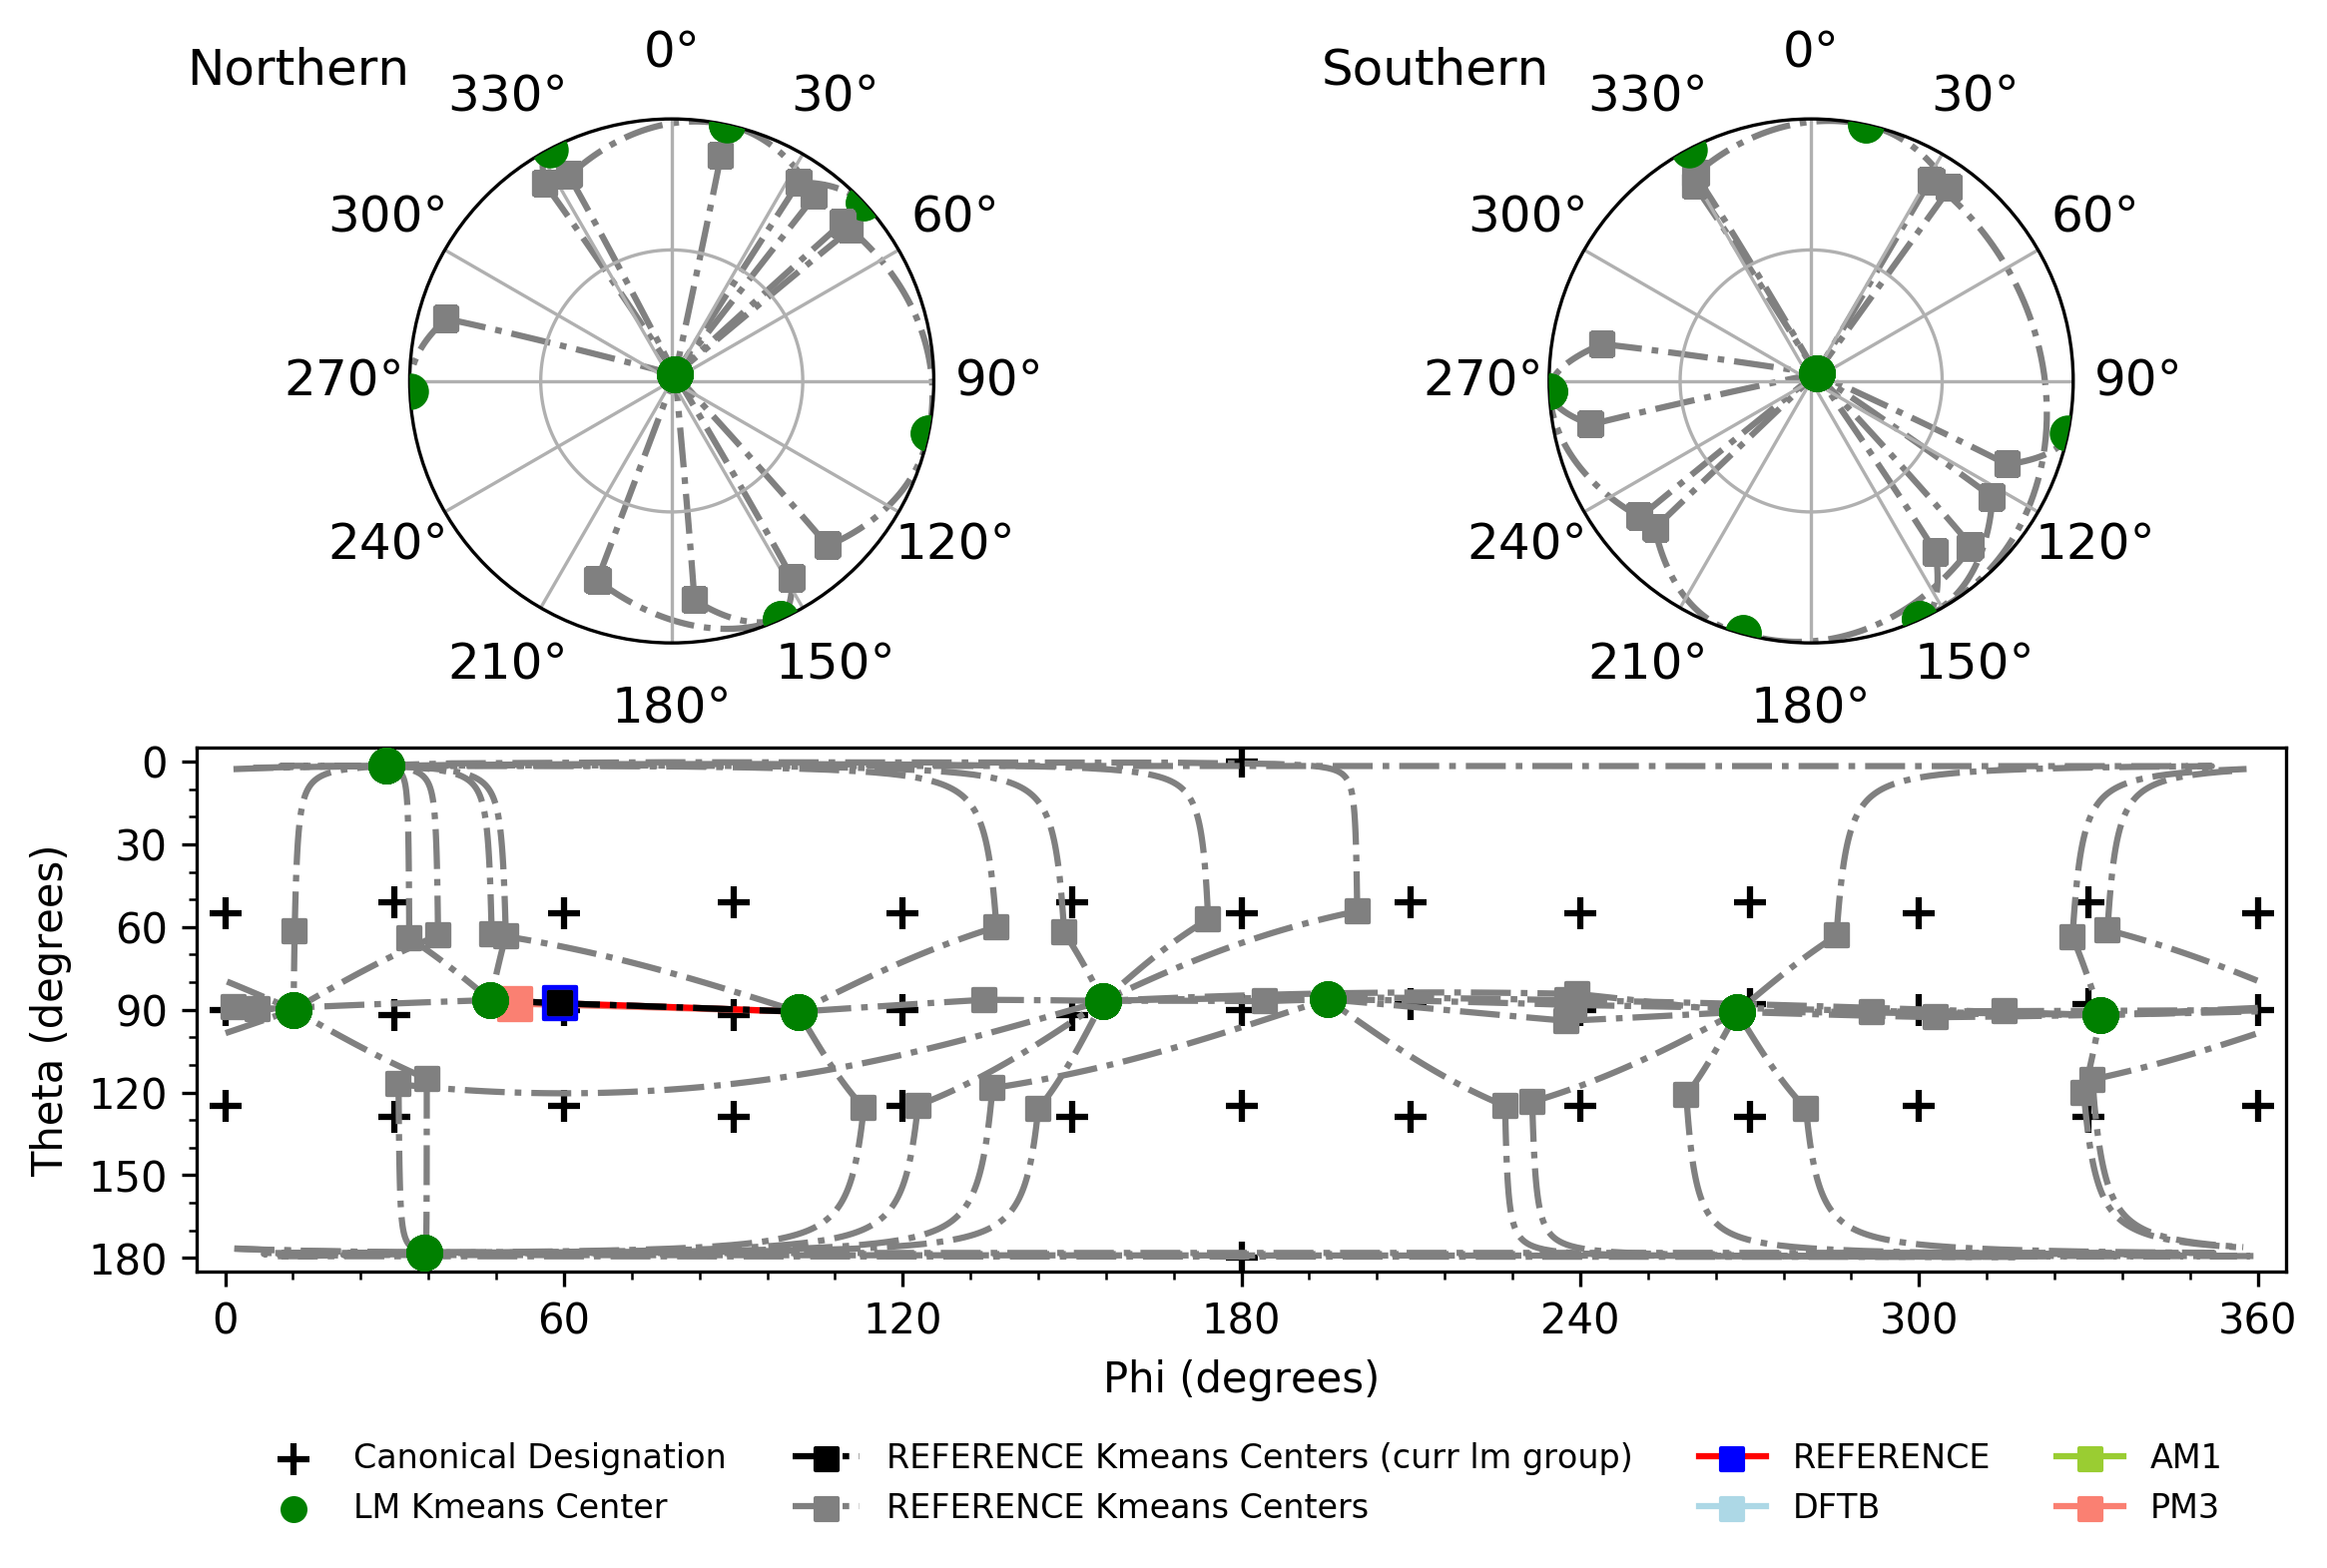 Northern
0°
30°
60°
90°
120°
150°
180°
210°
240°
270°
300°
330°
Southern
0°
30°
60°
90°
120°
150°
180°
210°
240°
270°
300°
330°
Theta (degrees)
0
30
60
90
120
150
180
0 60 120 180 240 300 360
Phi (degrees)
Canonical Designation
LM Kmeans Center
REFERENCE Kmeans Centers (curr lm group)
REFERENCE Kmeans Centers
REFERENCE
DFTB
AM1
PM3